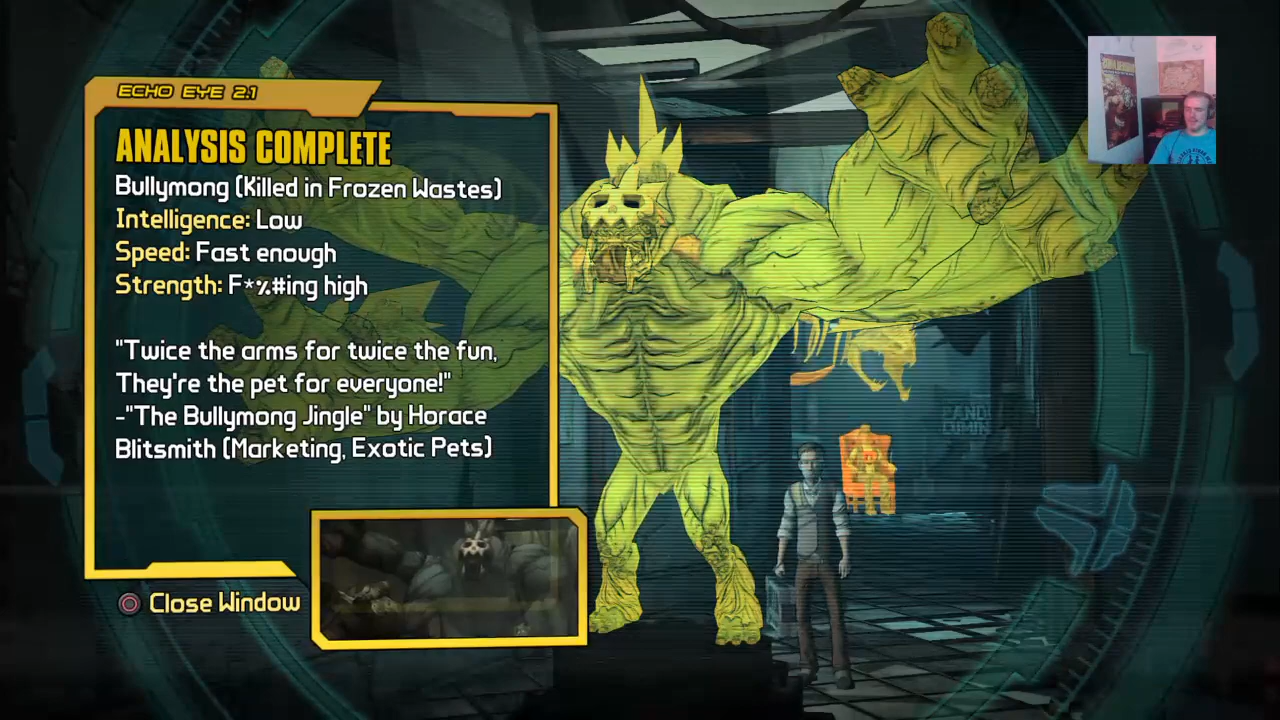 ECHO EYE 2.1
ANALYSIS COMPLETE
Bullymong (Killed in Frozen Wastes)
Intelligence: Low
Speed: Fast enough
Strength: F*%#ing high
"Twice the arms for twice the fun,
They're the pet for everyone!"
-"The Bullymong Jingle" by Horace
Blitsmith (Marketing, Exotic Pets)
Close Window